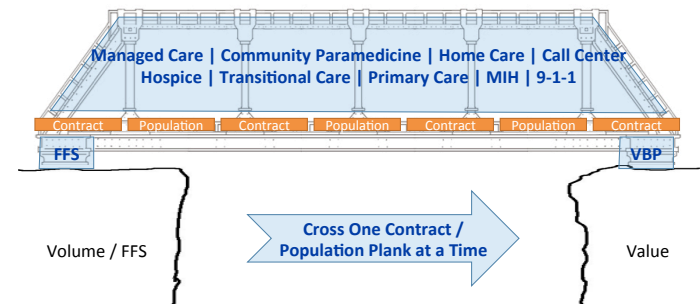 Managed Care | Community Paramedicine | Home Care | Call Center
Hospice | Transitional Care | Primary Care | MIH | 9-1-1
Contract Population Contract Population Contract Population Contract
FFS VBP
Cross One Contract /
Population Plank at a Time
Volume / FFS Value